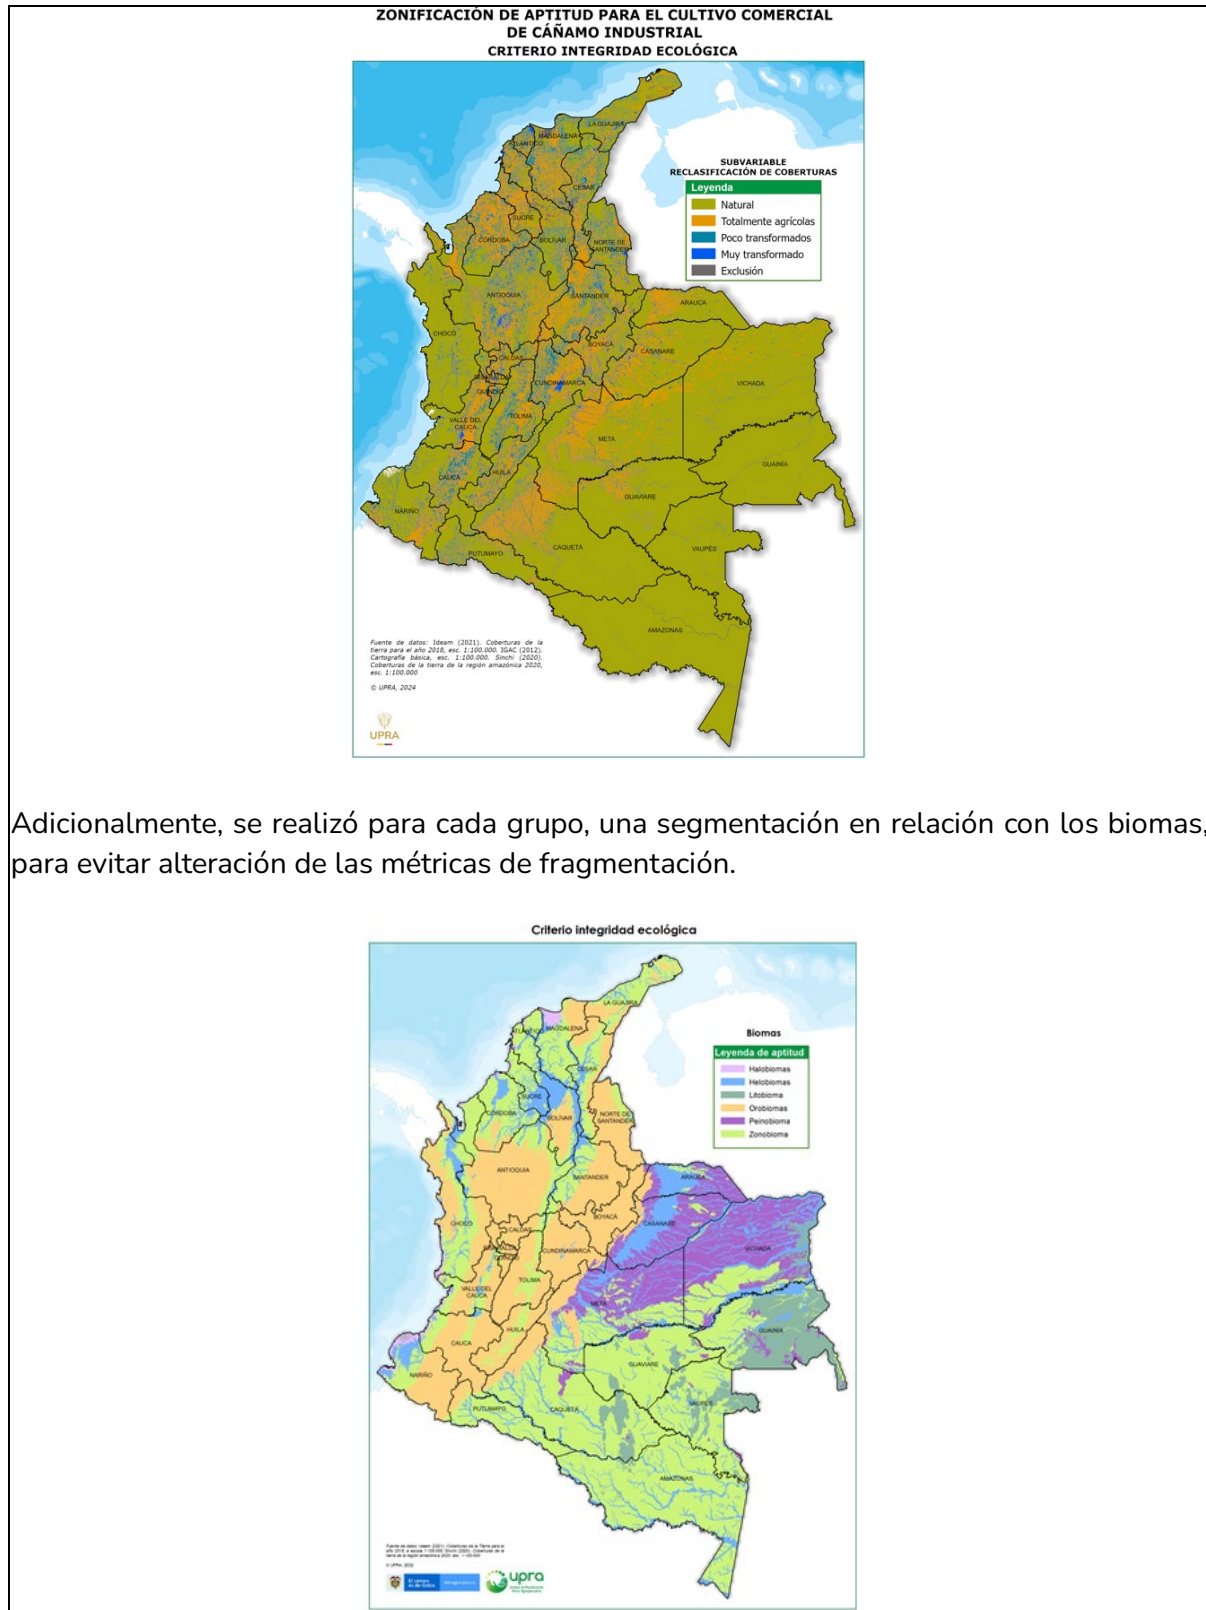 ZONIFICACIÓN DE APTITUD PARA EL CULTIVO COMERCIAL
DE CÁÑAMO INDUSTRIAL
CRITERIO INTEGRIDAD ECOLÓGICA
SUBVARIABLE
RECLASIFICACIÓN DE COBERTURAS
Leyenda
Natural
Totalmente agrícolas
Poco transformados
Muy transformado
Exclusión
LA GUAJIRA
MAGDALENA
ATLÁNTICO
CESAR
SUCRE
CÓRDOBA
BOLÍVAR
NORTE DE
SANTANDER
ANTIOQUIA
SANTANDER
ARAUCA
CHOCÓ
BOYACÁ
CASANARE
CALDAS
CUNDINAMARCA
VICHADA
QUINDÍO
TOLIMA
VALLE DEL
CAUCA
META
GUAINÍA
HUILA
CAUCA
GUAVIARE
NARIÑO
CAQUETÁ
VAUPÉS
PUTUMAYO
AMAZONAS
Fuente de datos: Ideam (2021). Coberturas de la
tierra para el año 2018, esc. 1:100.000. IGAC (2012).
Cartografía básica, esc. 1:100.000. Sinchi (2020).
Coberturas de la tierra de la región amazónica 2020,
esc. 1:100.000
© UPRA, 2024
UPRA
Adicionalmente, se realizó para cada grupo, una segmentación en relación con los biomas,
para evitar alteración de las métricas de fragmentación.
Criterio integridad ecológica
Biomas
Leyenda de aptitud
Halobiomas
Helobiomas
Litobioma
Orobiomas
Peinobioma
Zonobioma
LA GUAJIRA
MAGDALENA
ATLÁNTICO
CESAR
SUCRE
CÓRDOBA
BOLÍVAR
NORTE DE
SANTANDER
ANTIOQUIA
SANTANDER
ARAUCA
BOYACÁ
CASANARE
CHOCÓ
CALDAS
CUNDINAMARCA
VICHADA
TOLIMA
VALLE DEL
CAUCA
META
GUAINÍA
HUILA
CAUCA
GUAVIARE
NARIÑO
PUTUMAYO
CAQUETÁ
VAUPÉS
AMAZONAS
upra